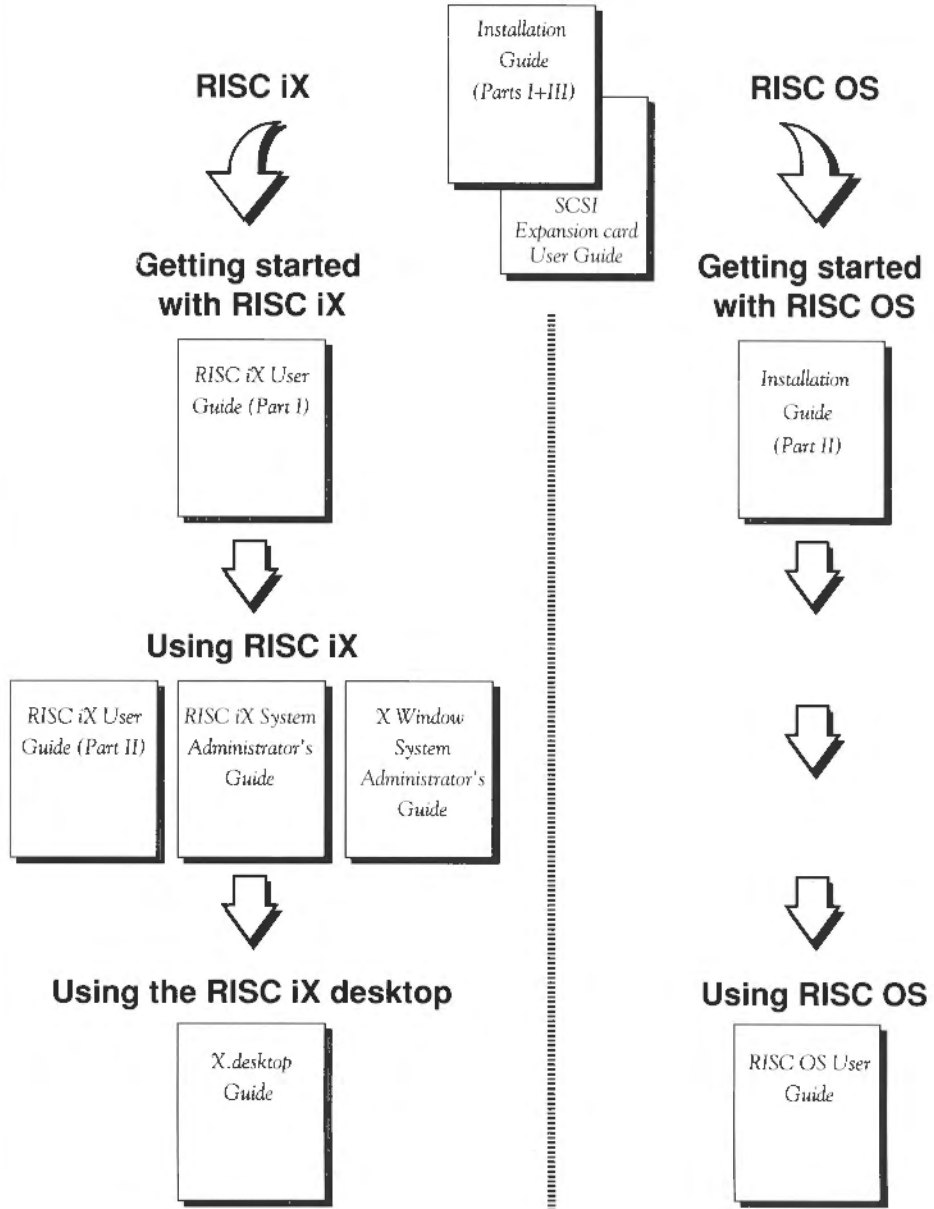 Installation
Guide
(Parts I+III)
SCSI
Expansion card
User Guide
RISC iX
Getting started
with RISC iX
RISC iX User
Guide (Part I)
Using RISC iX
RISC iX User
Guide (Part II)
RISC iX System
Administrator's
Guide
X Window
System
Administrator's
Guide
Using the RISC iX desktop
X.desktop
Guide
RISC OS
Getting started
with RISC OS
Installation
Guide
(Part II)
Using RISC OS
RISC OS User
Guide